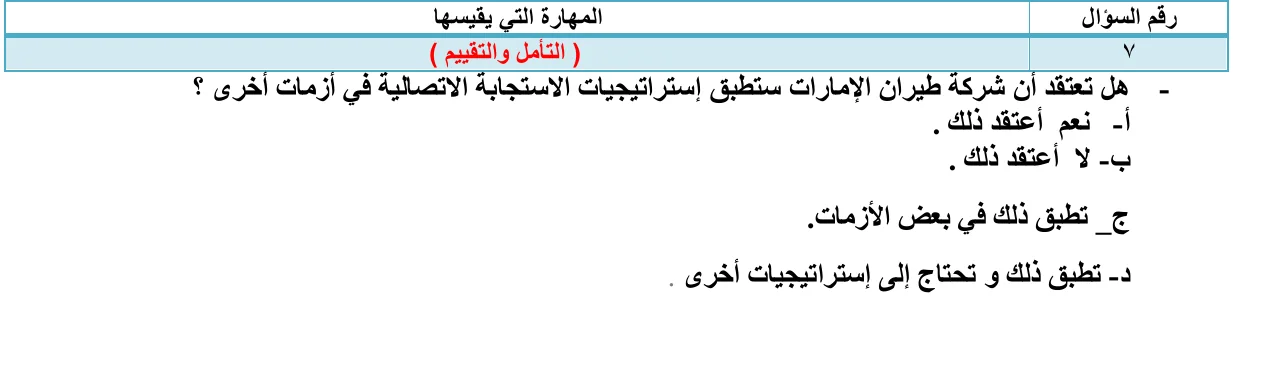 رقم السؤال المهارة التي يقيسها
٧ ( التأمل والتقييم )
- هل تعتقد أن شركة طيران الإمارات ستطبق إستراتيجيات الاستجابة الاتصالية في أزمات أخرى ؟
أ- نعم أعتقد ذلك .
ب- لا أعتقد ذلك .
ج_ تطبق ذلك في بعض الأزمات.
د- تطبق ذلك و تحتاج إلى إستراتيجيات أخرى .